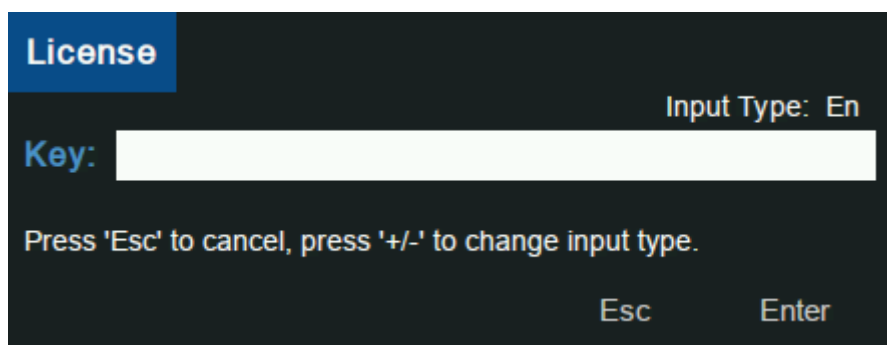 License
Input Type: En
Key:
Press 'Esc' to cancel, press '+/-' to change input type.
Esc Enter